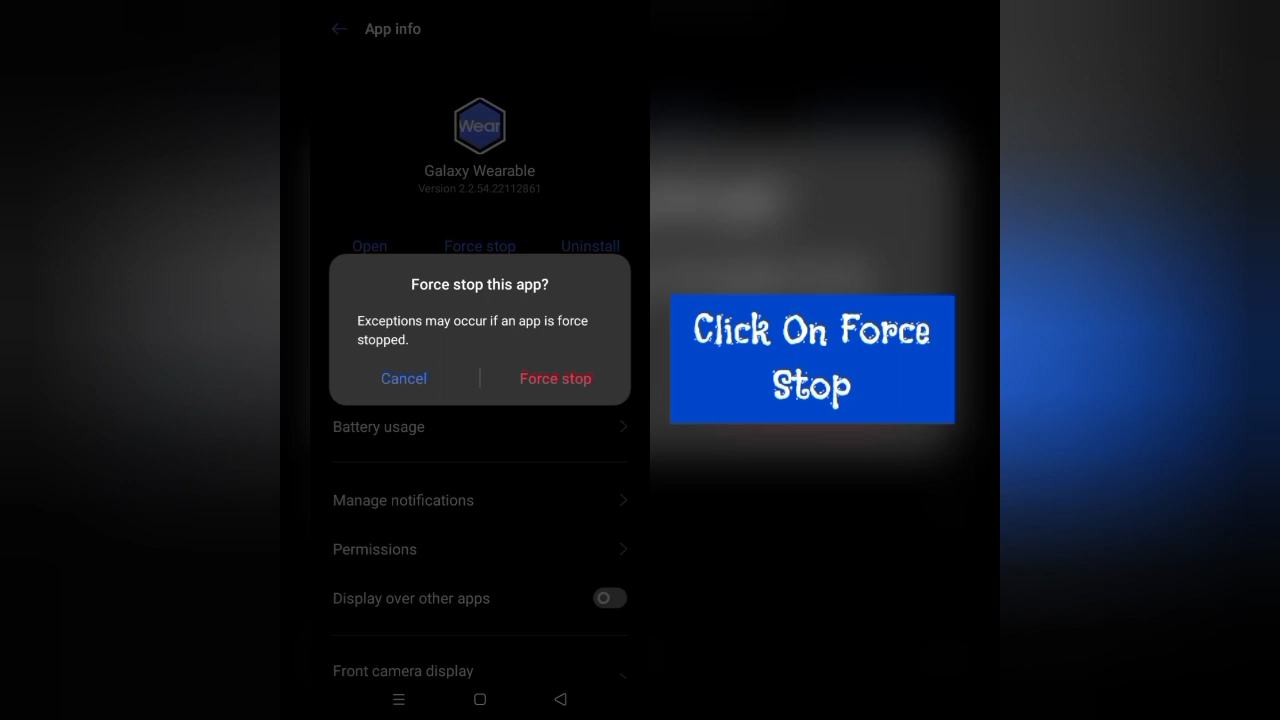 App info
Wear
Galaxy Wearable
Version 2.2.54.22112861
Open Force stop Uninstall
Force stop this app?
Exceptions may occur if an app is force
stopped.
Cancel Force stop
Battery usage
Manage notifications
Permissions
Display over other apps
Front camera display
Click On Force
Stop